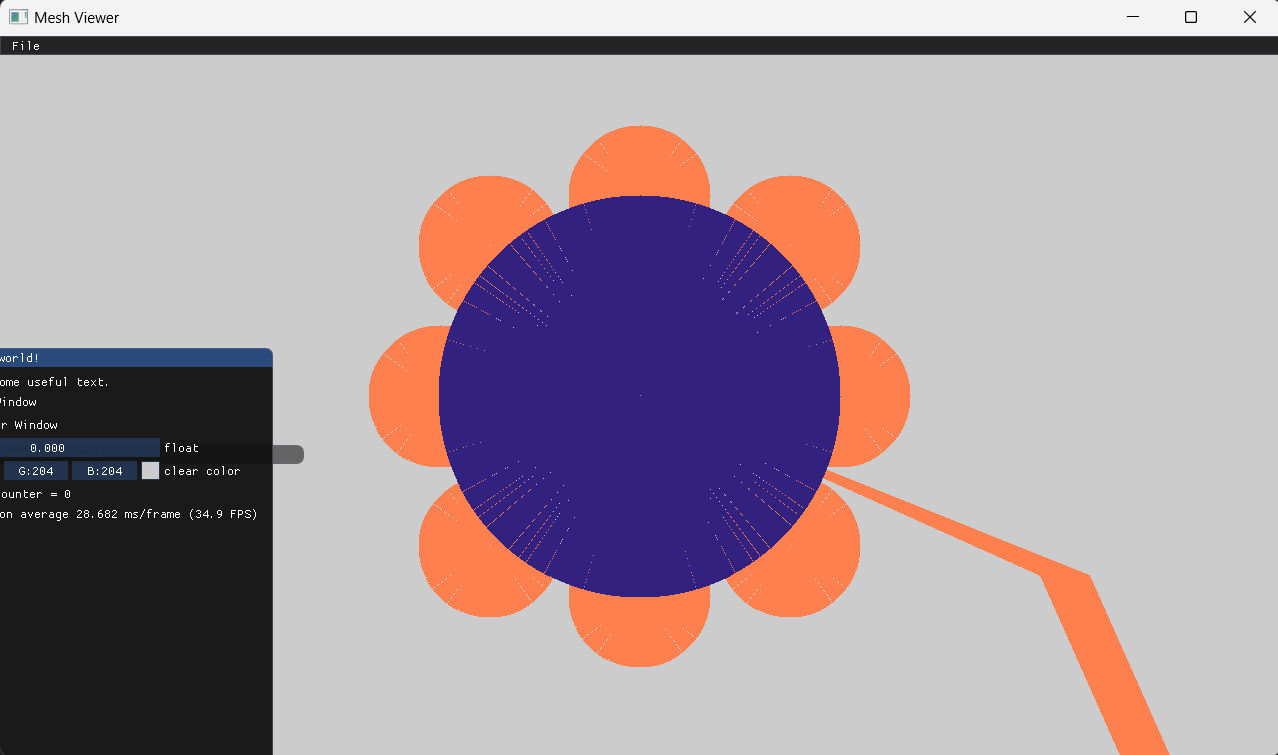 Mesh Viewer
File
world!
ome useful text.
Window
r Window
0.000 float
G:204 B:204 clear color
ounter = 0
on average 28.682 ms/frame (34.9 FPS)